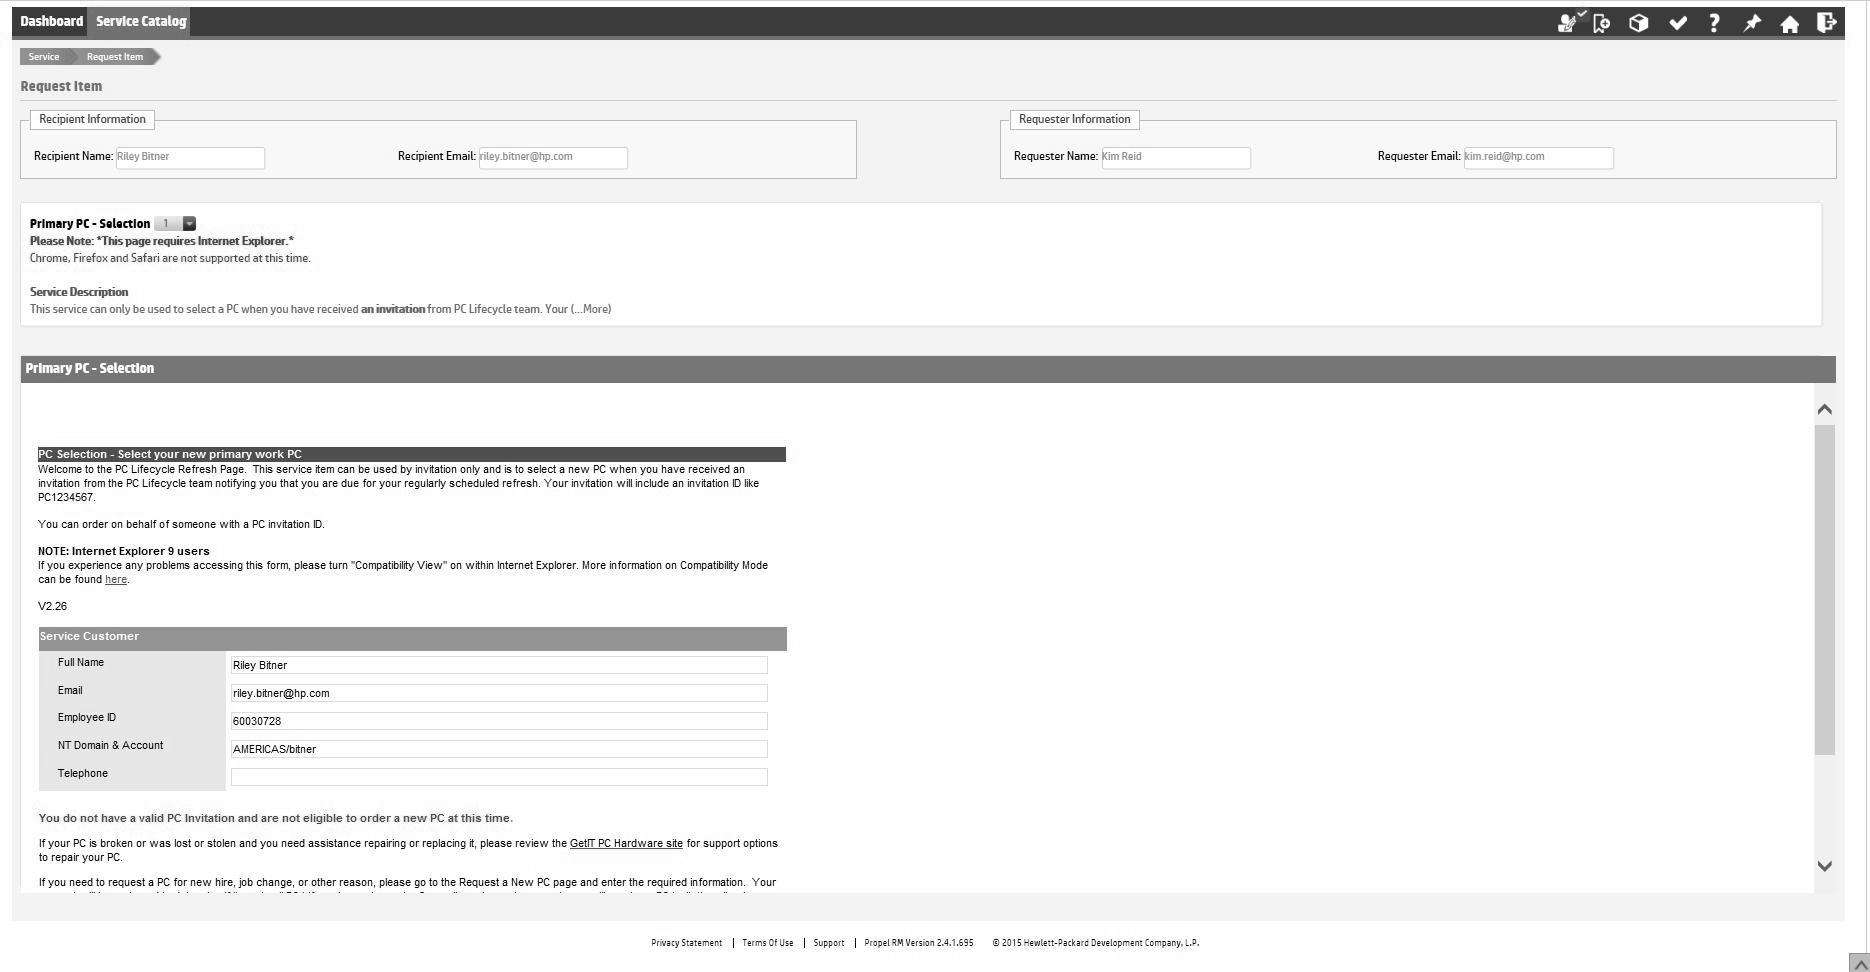 Dashboard Service Catalog
Service Request Item
Request Item
Recipient Information
Requester Information
Recipient Name: Riley Bitner Recipient Email: riley.bitner@hp.com
Requester Name: Kim Reid Requester Email: kim.reid@hp.com
Primary PC - Selection 1
Please Note: *This page requires Internet Explorer.*
Chrome, Firefox and Safari are not supported at this time.
Service Description
This service can only be used to select a PC when you have received an invitation from PC Lifecycle team. Your (...More)
Primary PC - Selection
PC Selection - Select your new primary work PC
Welcome to the PC Lifecycle Refresh Page. This service item can be used by invitation only and is to select a new PC when you have received an
invitation from the PC Lifecycle team notifying you that you are due for your regularly scheduled refresh. Your invitation will include an invitation ID like
PC1234567.
You can order on behalf of someone with a PC invitation ID.
NOTE: Internet Explorer 9 users
If you experience any problems accessing this form, please turn "Compatibility View" on within Internet Explorer. More information on Compatibility Mode
can be found here.
V2.26
Service Customer
Full Name Riley Bitner
Email riley.bitner@hp.com
Employee ID 60030728
NT Domain & Account AMERICAS/bitner
Telephone
You do not have a valid PC Invitation and are not eligible to order a new PC at this time.
If your PC is broken or was lost or stolen and you need assistance repairing or replacing it, please review the GetIT PC Hardware site for support options
to repair your PC.
If you need to request a PC for new hire, job change, or other reason, please go to the Request a New PC page and enter the required information. Your
Privacy Statement | Terms Of Use | Support | Propel RM Version 2.4.1.695 © 2015 Hewlett-Packard Development Company, L.P.